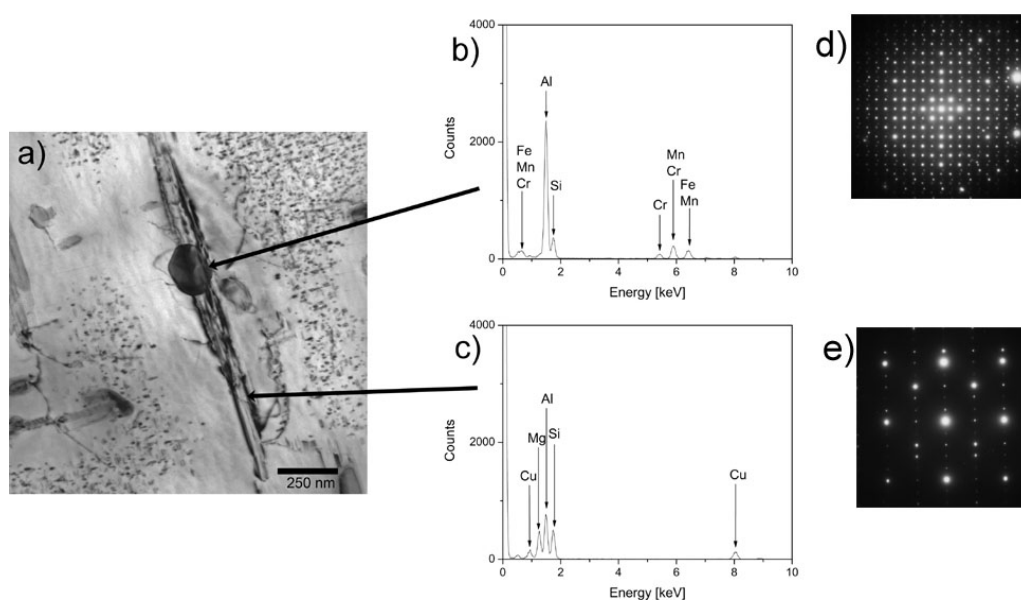 a)
250 nm
b)
4000
2000
0
Counts
Fe
Mn
Cr
Al
Si
Cr
Mn
Cr
Fe
Mn
0 2 4 6 8 10
Energy [keV]
c)
4000
2000
0
Counts
Cu
Mg
Al
Si
Cu
0 2 4 6 8 10
Energy [keV]
d)
e)